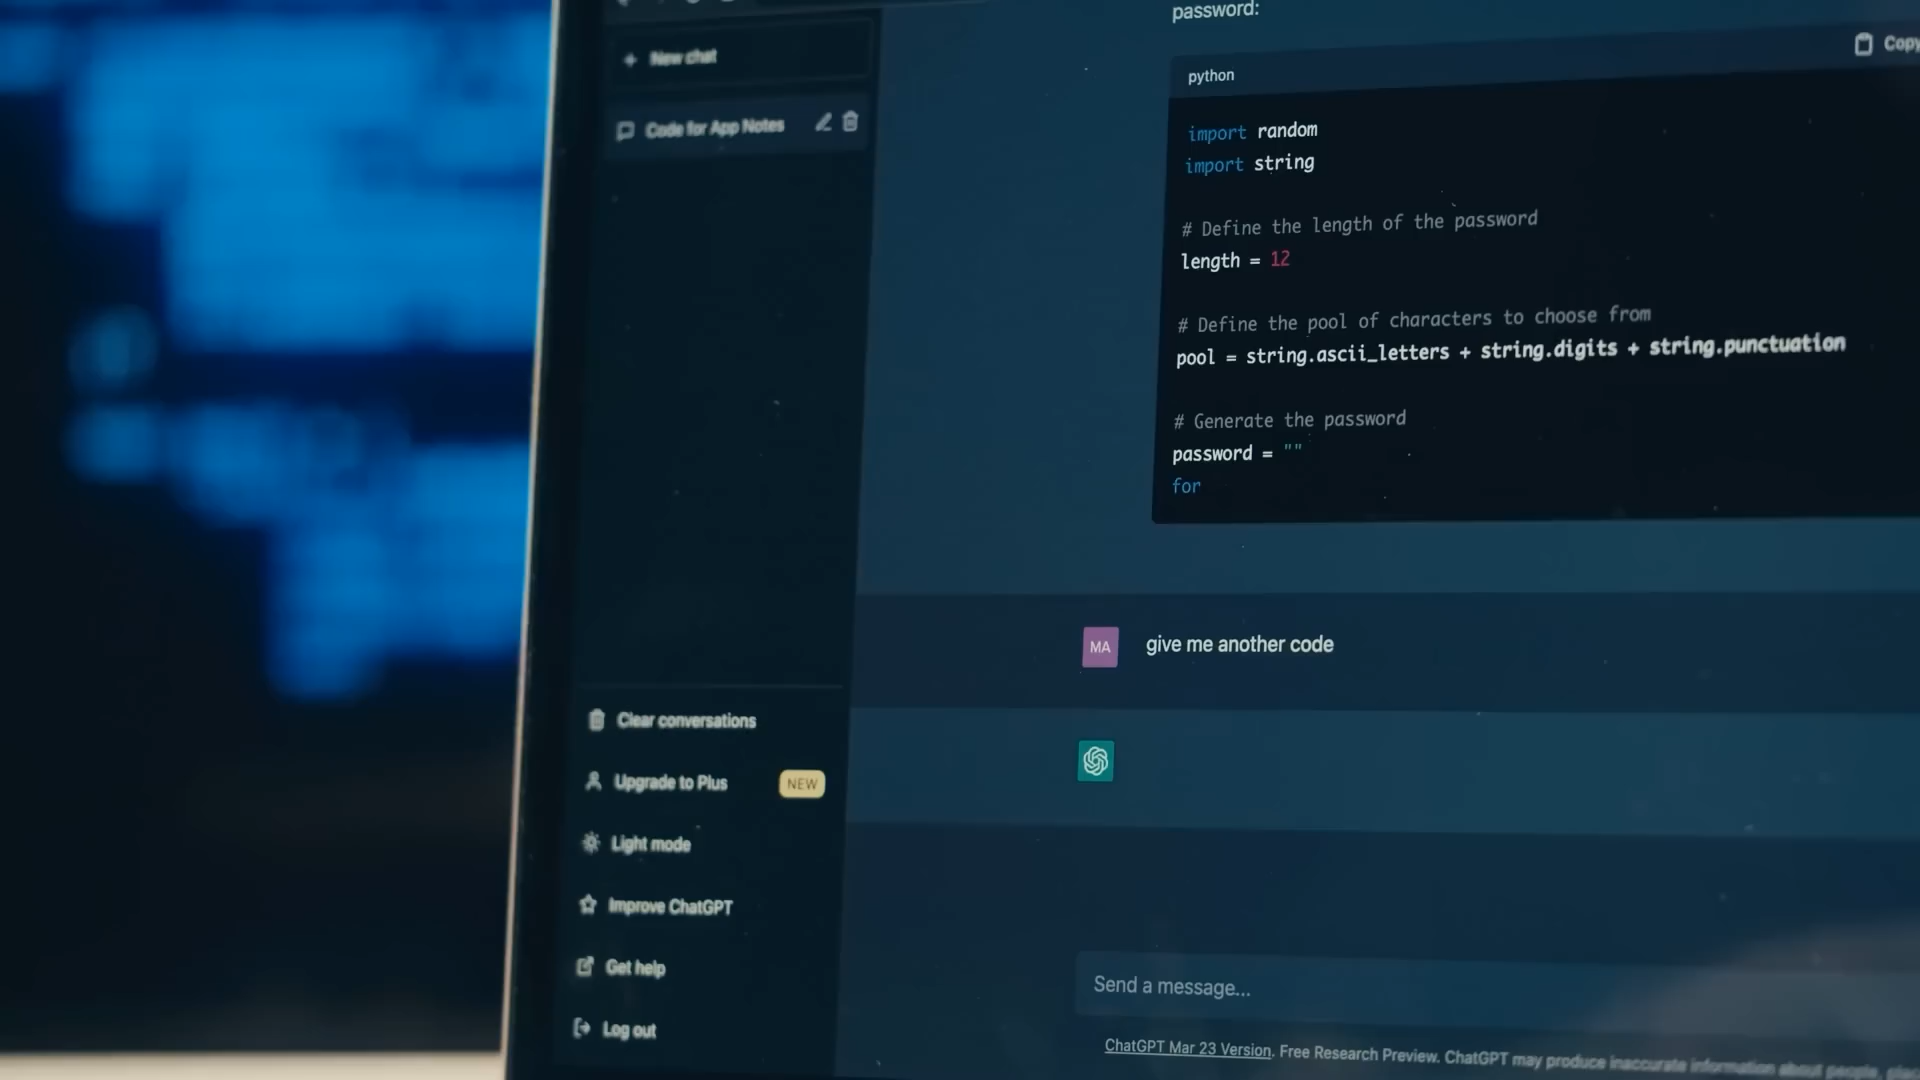 New chat
Code for App Notes
Clear conversations
Upgrade to Plus NEW
Light mode
Improve ChatGPT
Get help
Log out
password:
python Copy
import random
import string
# Define the length of the password
length = 12
# Define the pool of characters to choose from
pool = string.ascii_letters + string.digits + string.punctuation
# Generate the password
password = ""
for
MA give me another code
Send a message...
ChatGPT Mar 23 Version. Free Research Preview. ChatGPT may produce inaccurate information about people,